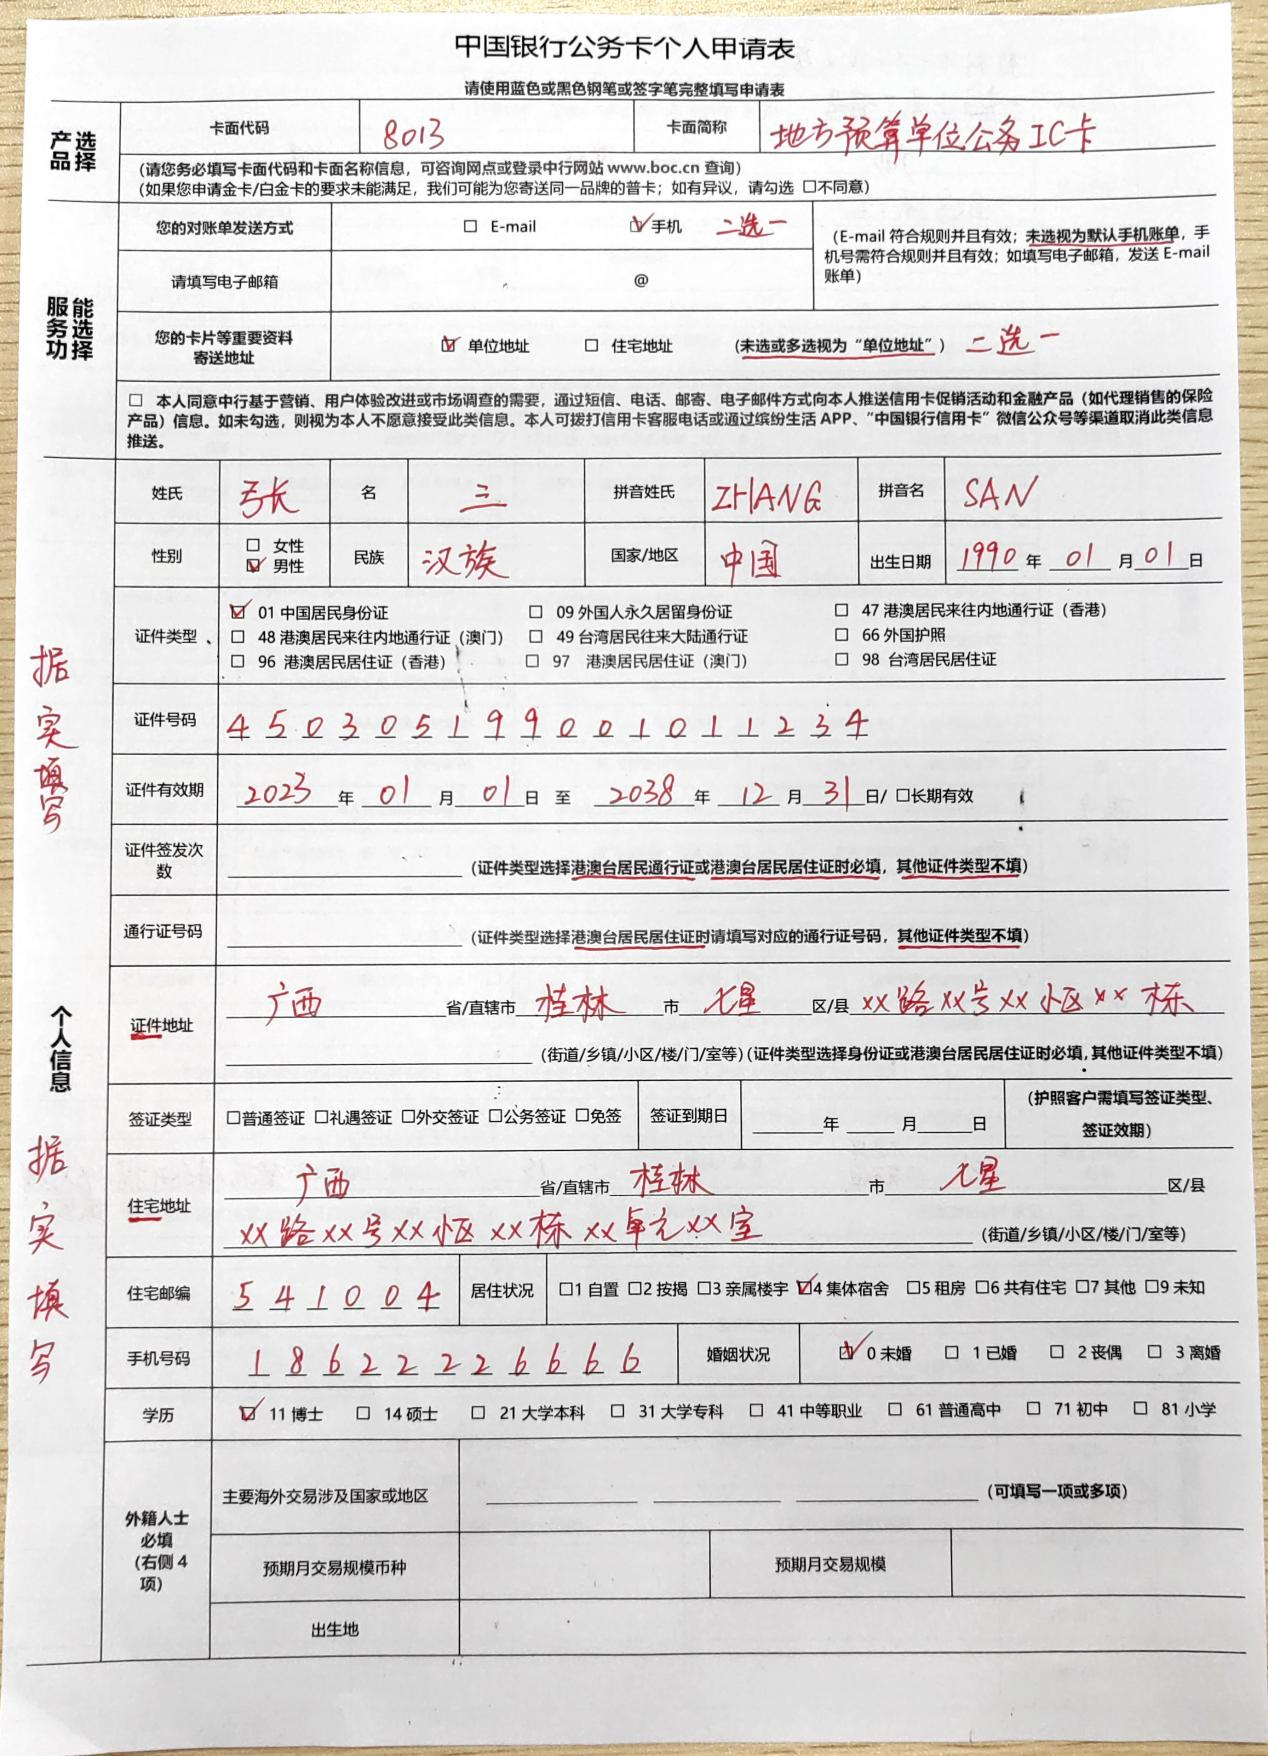 中国银行公务卡个人申请表
请使用蓝色或黑色钢笔或签字笔完整填写申请表
产品选择
卡面代码 8013 卡面简称 地方预算单位公务IC卡
(请您务必填写卡面代码和卡面名称信息，可咨询网点或登录中行网站 www.boc.cn 查询)
(如果您申请金卡/白金卡的要求未能满足，我们可能为您寄送同一品牌的普卡；如有异议，请勾选 □不同意)
服务功能选择
您的对账单发送方式 □ E-mail ☑ 手机 二选一
(E-mail 符合规则并且有效；未选视为默认手机账单，手
机号需符合规则并且有效；如填写电子邮箱，发送 E-mail
账单)
请填写电子邮箱 @
您的卡片等重要资料
寄送地址
☑ 单位地址 □ 住宅地址 (未选或多选视为“单位地址”) 二选一
□ 本人同意中行基于营销、用户体验改进或市场调查的需要，通过短信、电话、邮寄、电子邮件方式向本人推送信用卡促销活动和金融产品（如代理销售的保险
产品）信息。如未勾选，则视为本人不愿意接受此类信息。本人可拨打信用卡客服电话或通过缤纷生活 APP、“中国银行信用卡”微信公众号等渠道取消此类信息
推送。
个人信息
据实填写
据实填写
姓氏 张 名 三 拼音姓氏 ZHANG 拼音名 SAN
性别 □ 女性 ☑ 男性 民族 汉族 国家/地区 中国 出生日期 1990 年 01 月 01 日
证件类型、
☑ 01 中国居民身份证 □ 09 外国人永久居留身份证 □ 47 港澳居民来往内地通行证（香港）
□ 48 港澳居民来往内地通行证（澳门） □ 49 台湾居民往来大陆通行证 □ 66 外国护照
□ 96 港澳居民居住证（香港） □ 97 港澳居民居住证（澳门） □ 98 台湾居民居住证
证件号码 450305199001011234
证件有效期 2023 年 01 月 01 日 至 2038 年 12 月 31 日/ □长期有效
证件签发次数 (证件类型选择港澳台居民通行证或港澳台居民居住证时必填，其他证件类型不填)
通行证号码 (证件类型选择港澳台居民居住证时请填写对应的通行证号码，其他证件类型不填)
证件地址 广西 省/直辖市 桂林 市 七星 区/县 xx路xx号xx小区xx栋
(街道/乡镇/小区/楼/门/室等)(证件类型选择身份证或港澳台居民居住证时必填,其他证件类型不填)
签证类型 □普通签证 □礼遇签证 □外交签证 □公务签证 □免签 签证到期日 年 月 日
(护照客户需填写签证类型、
签证效期)
住宅地址 广西 省/直辖市 桂林 市 七星 区/县
xx路xx号xx小区xx栋xx单元xx室 (街道/乡镇/小区/楼/门/室等)
住宅邮编 541004 居住状况 □1 自置 □2 按揭 □3 亲属楼宇 ☑4 集体宿舍 □5 租房 □6 共有住宅 □7 其他 □9 未知
手机号码 18622226666 婚姻状况 ☑ 0 未婚 □ 1 已婚 □ 2 丧偶 □ 3 离婚
学历 ☑ 11 博士 □ 14 硕士 □ 21 大学本科 □ 31 大学专科 □ 41 中等职业 □ 61 普通高中 □ 71 初中 □ 81 小学
外籍人士
必填
(右侧 4
项)
主要海外交易涉及国家或地区 (可填写一项或多项)
预期月交易规模币种 预期月交易规模
出生地